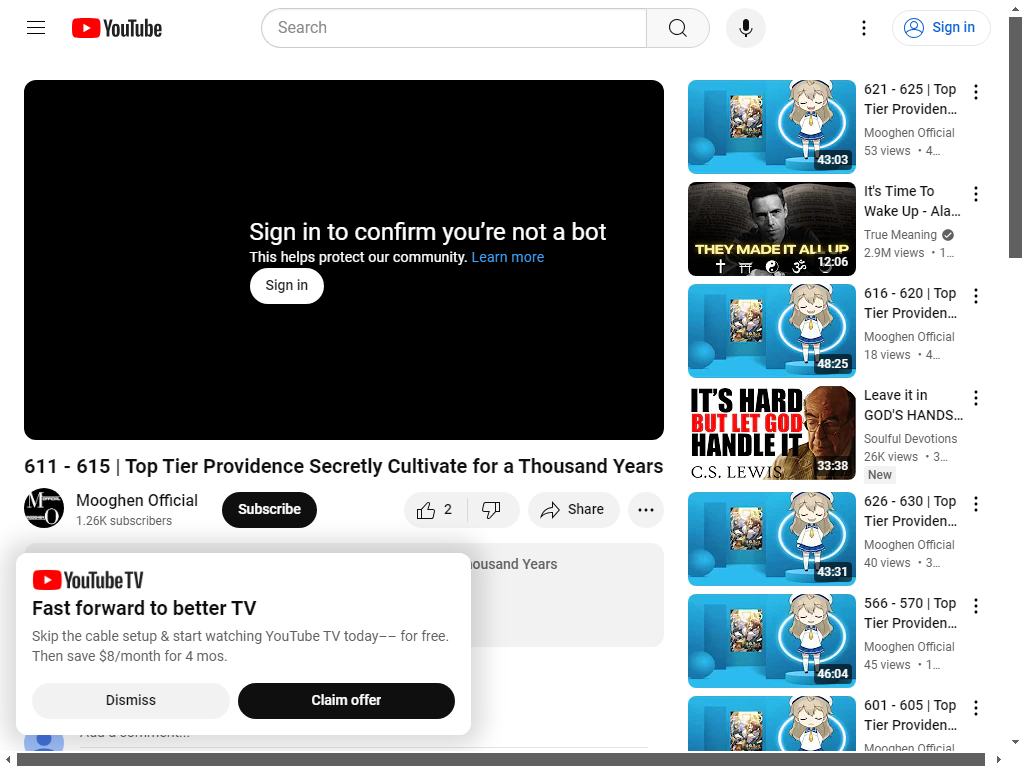 YouTube
Search
Sign in
Sign in to confirm you're not a bot
This helps protect our community. Learn more
Sign in
611 - 615 | Top Tier Providence Secretly Cultivate for a Thousand Years
Mooghen Official
1.26K subscribers
Subscribe
2
Share
ousand Years
YouTube TV
Fast forward to better TV
Skip the cable setup & start watching YouTube TV today–– for free.
Then save $8/month for 4 mos.
Dismiss
Claim offer
Add a comment...
43:03
621 - 625 | Top
Tier Providen...
Mooghen Official
53 views • 4...
THEY MADE IT ALL UP
12:06
It's Time To
Wake Up - Ala...
True Meaning
2.9M views • 1...
48:25
616 - 620 | Top
Tier Providen...
Mooghen Official
18 views • 4...
IT'S HARD
BUT LET GOD
HANDLE IT
C.S. LEWIS
33:38
Leave it in
GOD'S HANDS...
Soulful Devotions
26K views • 3...
New
43:31
626 - 630 | Top
Tier Providen...
Mooghen Official
40 views • 3...
46:04
566 - 570 | Top
Tier Providen...
Mooghen Official
45 views • 1...
601 - 605 | Top
Tier Providen...
Mooghen Official